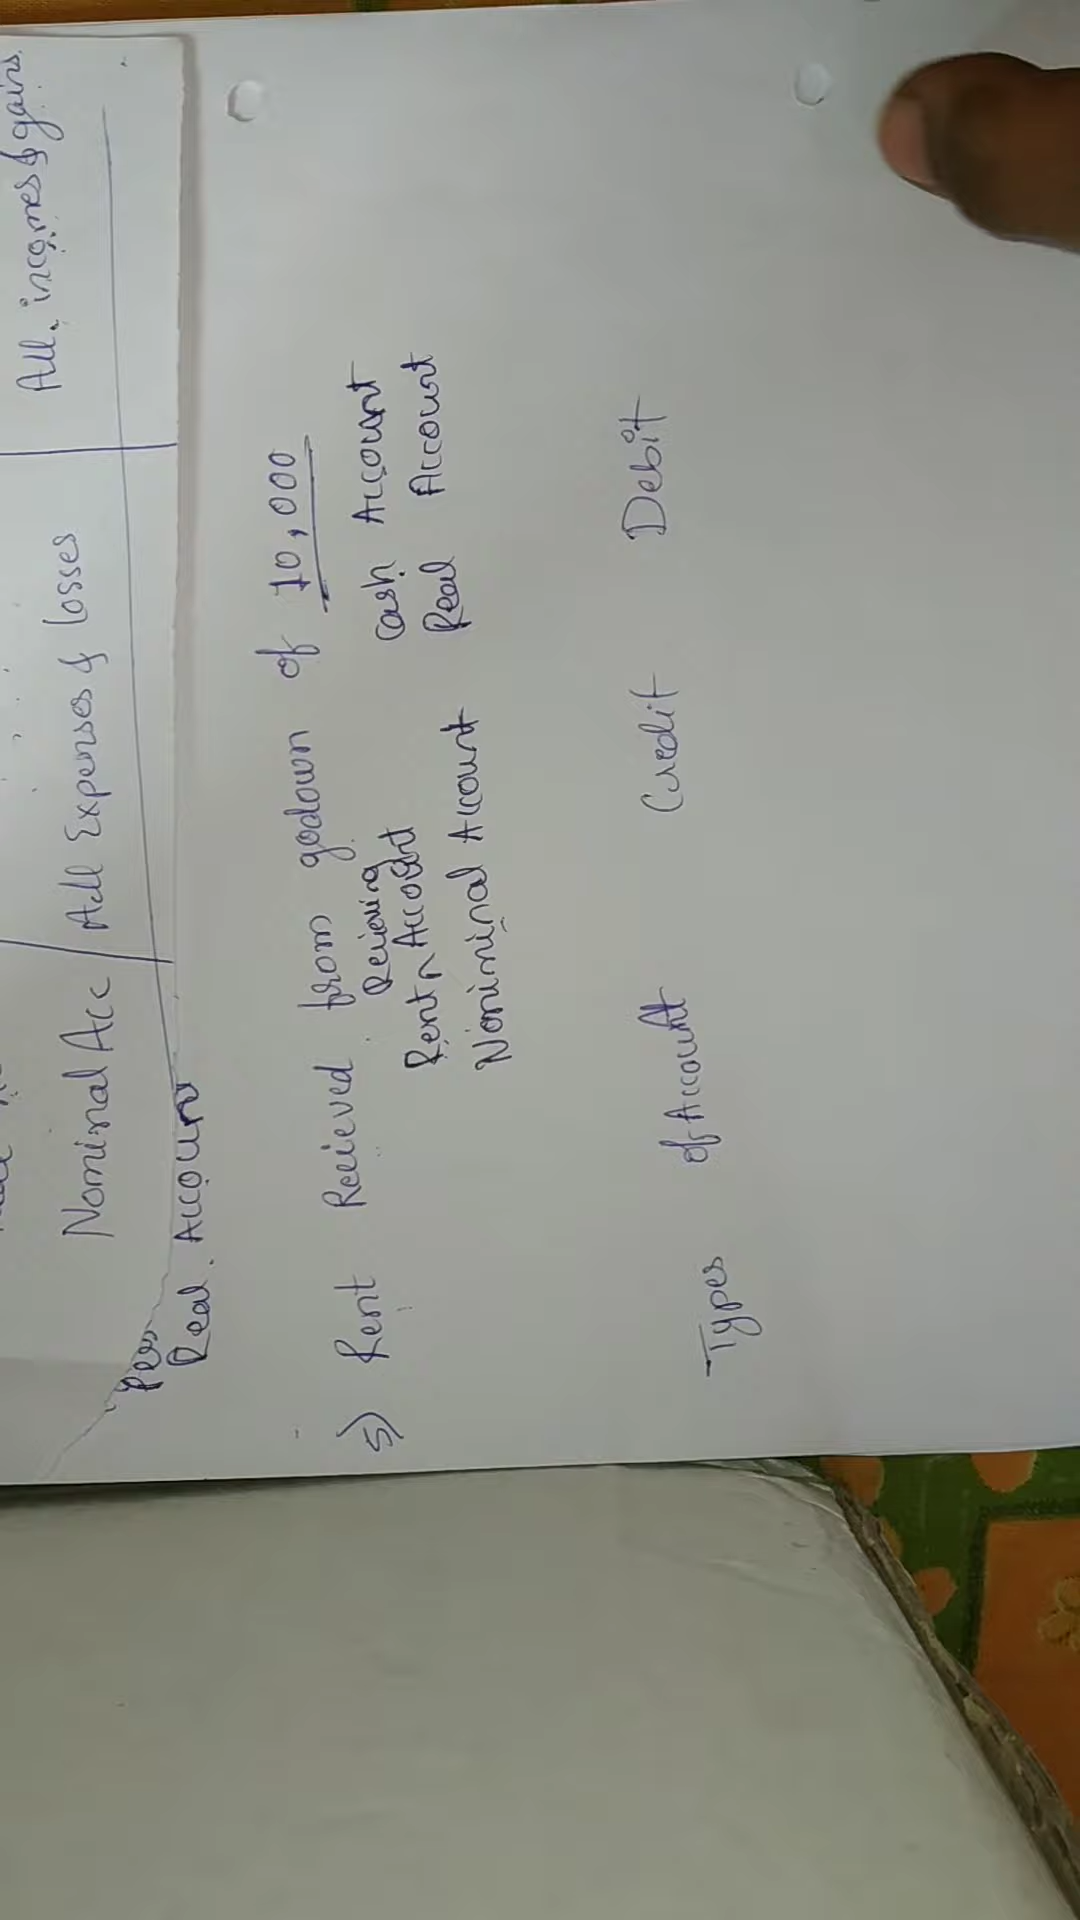 All incomes & gains
Nominal Acc All Expenses & losses
Real Account
5) Rent Recieved from godown of 10,000
Recieving
Rent ^ Account Cash Account
Noniminal Account Real Account
Types of Account Credit Debit